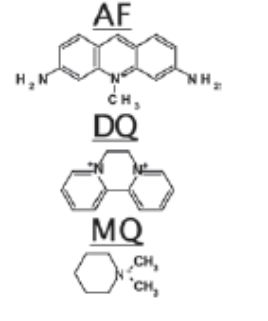 AF
H₂N N NH₂
CH₃
DQ
⁺N N⁺
MQ
CH₃
N⁺
CH₃